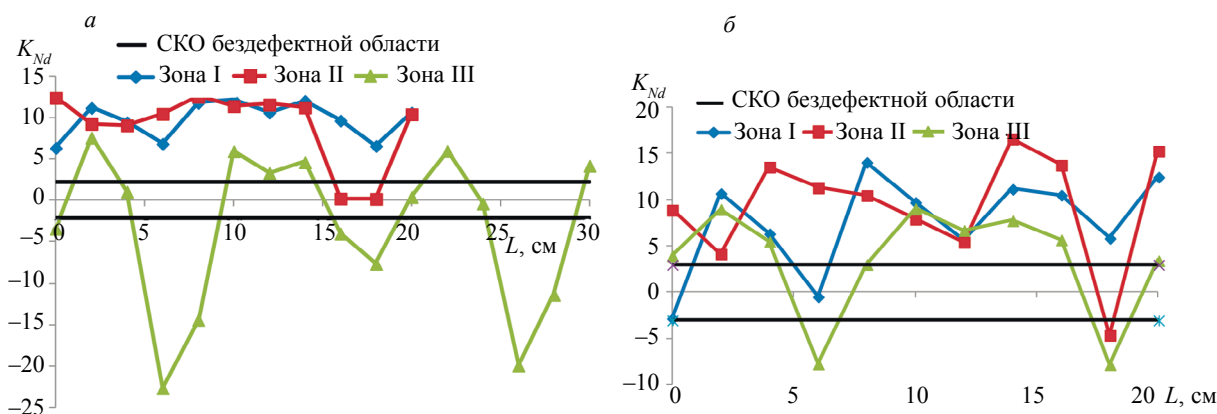 а
K_Nd
СКО бездефектной области
Зона I Зона II Зона III
15
10
5
0
–5
–10
–15
–20
–25
0 5 10 15 20 25 30
L, см
б
K_Nd
СКО бездефектной области
Зона I Зона II Зона III
20
15
10
5
0
–5
–10
0 5 10 15 20 L, см